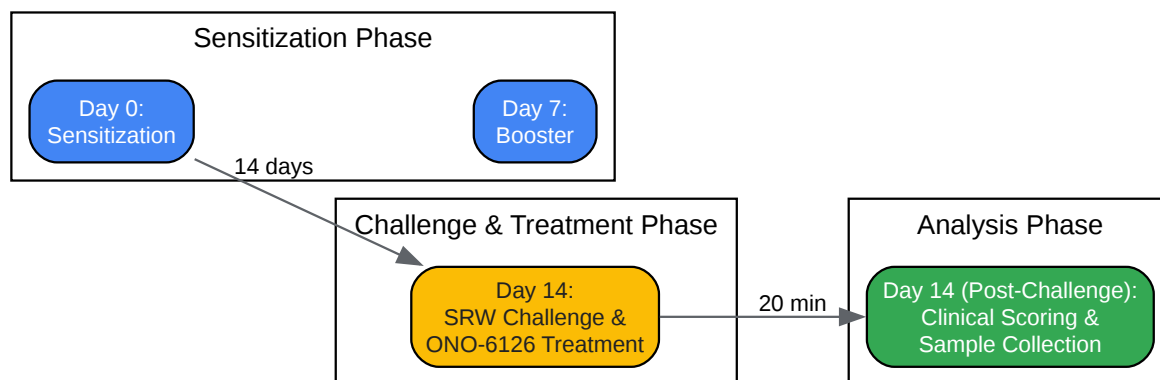 Sensitization Phase
Day 0:
Sensitization
Day 7:
Booster
14 days
Challenge & Treatment Phase
Day 14:
SRW Challenge &
ONO-6126 Treatment
20 min
Analysis Phase
Day 14 (Post-Challenge):
Clinical Scoring &
Sample Collection